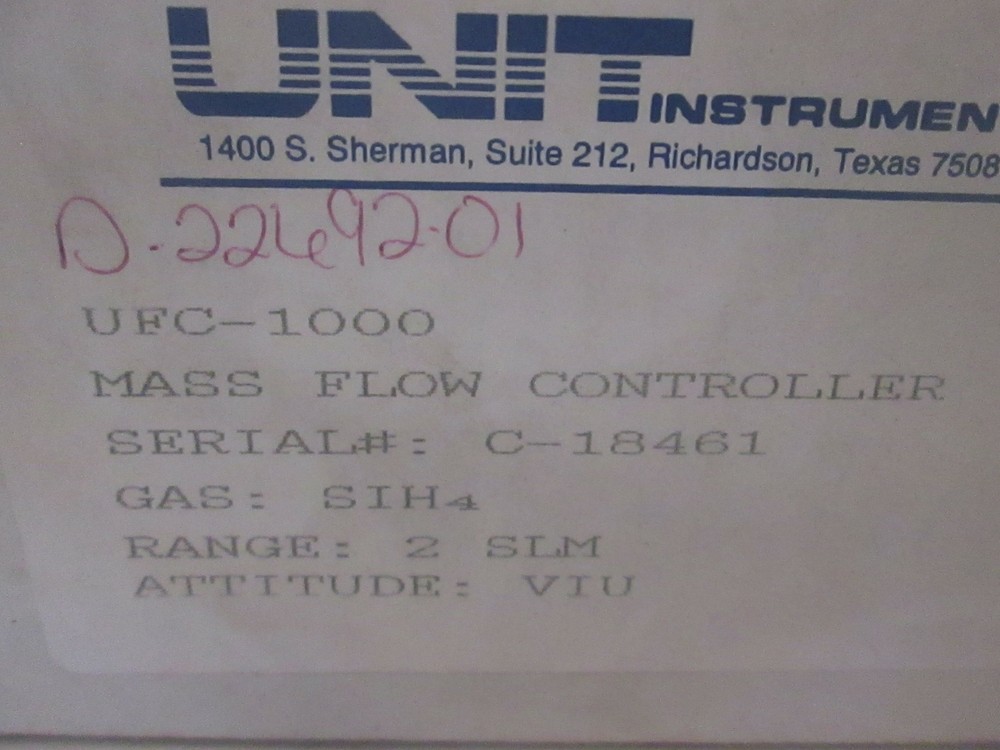 UNIT INSTRUMEN
1400 S. Sherman, Suite 212, Richardson, Texas 7508
D.22692-01
UFC-1000
MASS FLOW CONTROLLER
SERIAL#: C-18461
GAS: SIH4
RANGE: 2 SLM
ATTITUDE: VIU